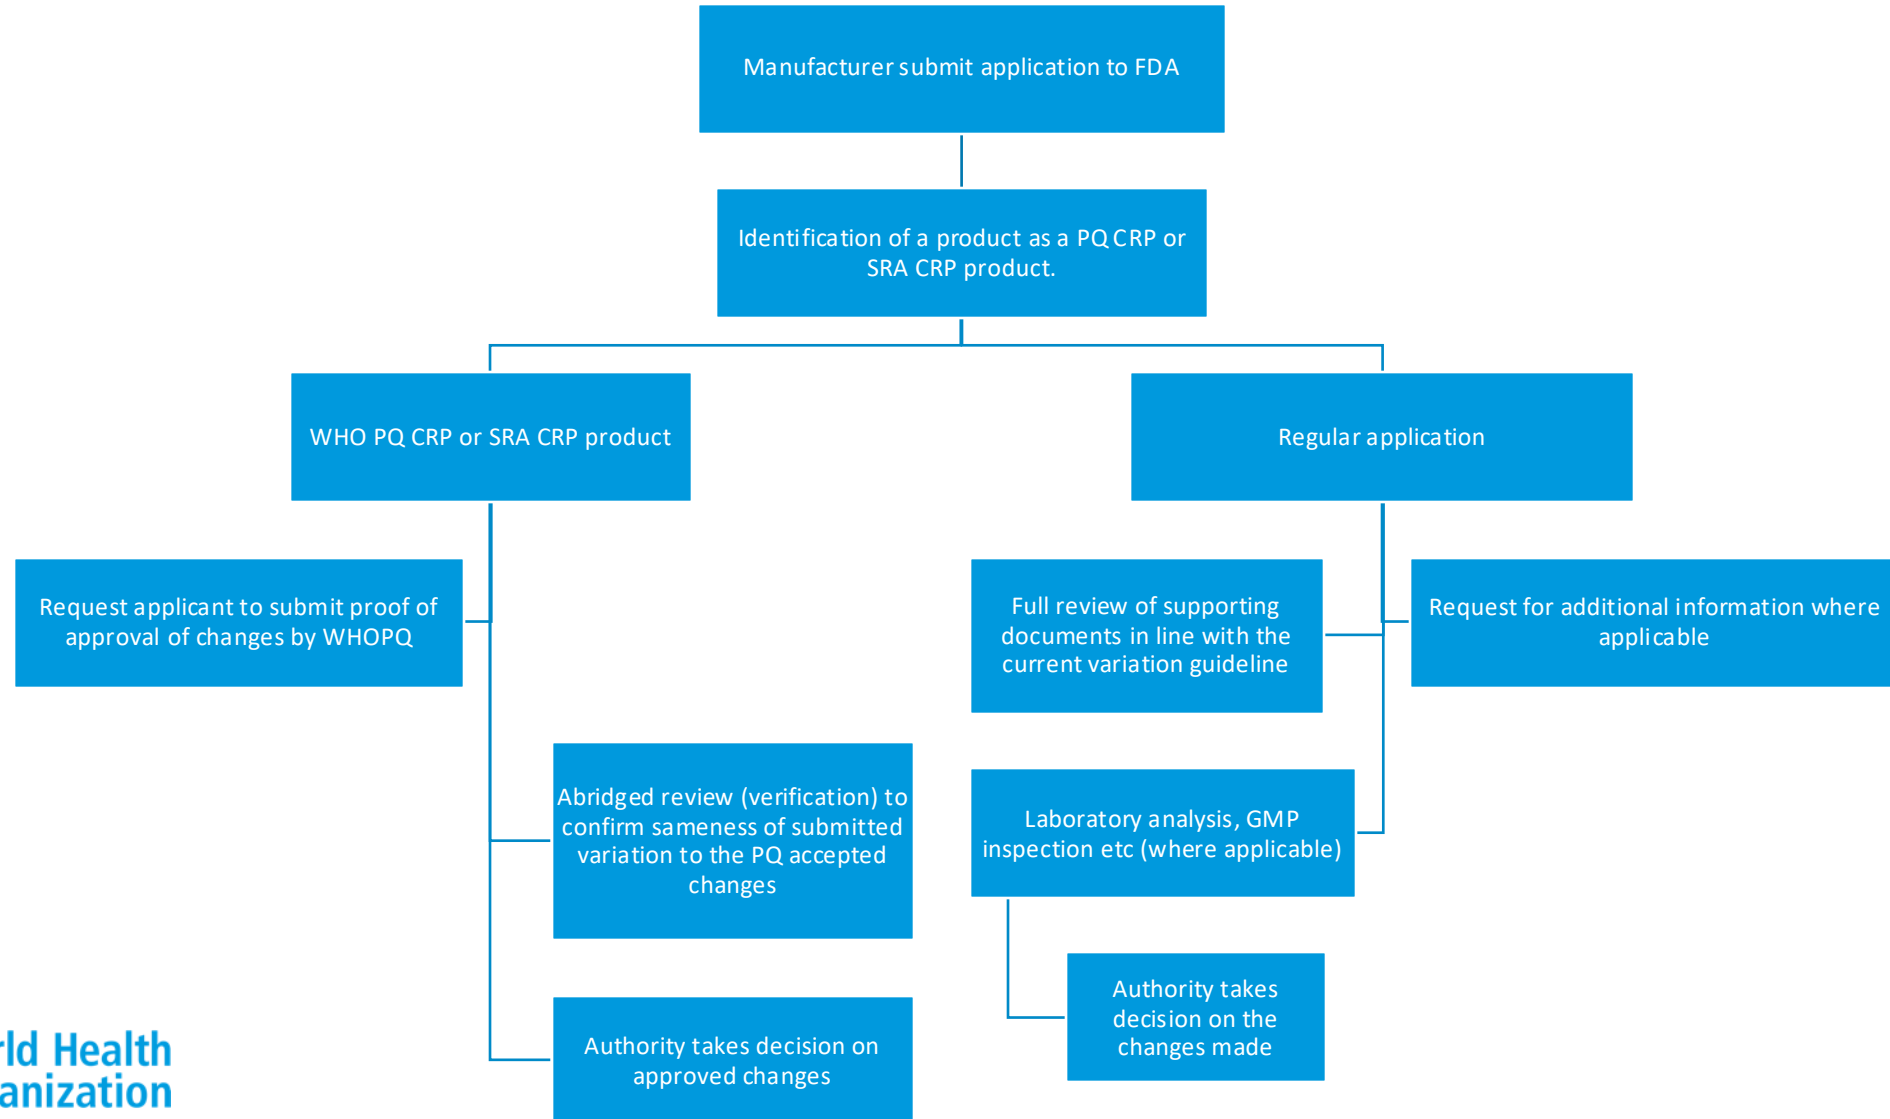 Manufacturer submit application to FDA
Identification of a product as a PQ CRP or
SRA CRP product.
WHO PQ CRP or SRA CRP product
Regular application
Request applicant to submit proof of
approval of changes by WHOPQ
Full review of supporting
documents in line with the
current variation guideline
Request for additional information where
applicable
Abridged review (verification) to
confirm sameness of submitted
variation to the PQ accepted
changes
Laboratory analysis, GMP
inspection etc (where applicable)
Authority takes decision on
approved changes
Authority takes
decision on the
changes made
rld Health
anization